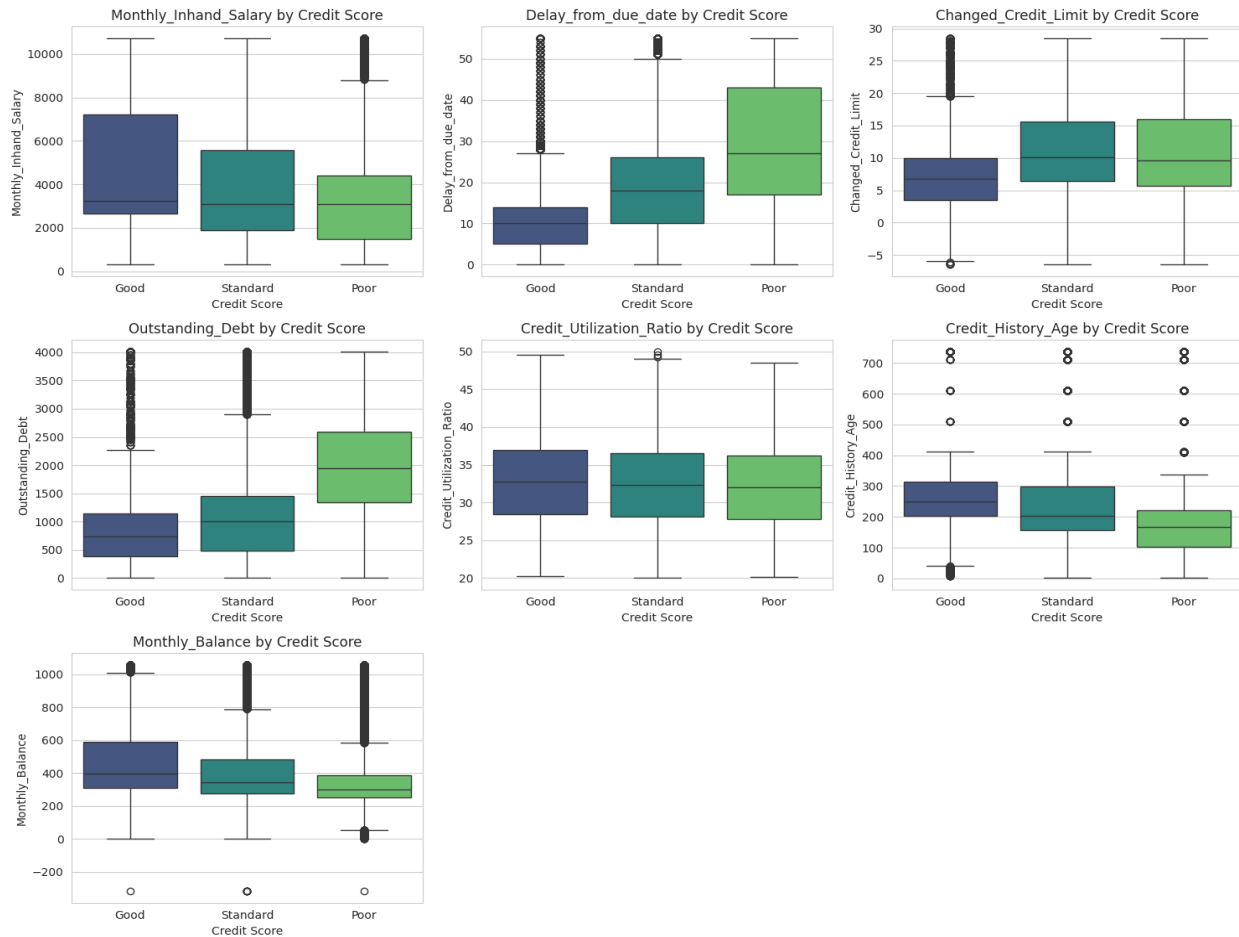 Monthly_Inhand_Salary by Credit Score
Monthly_Inhand_Salary
10000
8000
6000
4000
2000
0
Good Standard Poor
Credit Score
Delay_from_due_date by Credit Score
Delay_from_due_date
50
40
30
20
10
0
Good Standard Poor
Credit Score
Changed_Credit_Limit by Credit Score
Changed_Credit_Limit
30
25
20
15
10
5
0
−5
Good Standard Poor
Credit Score
Outstanding_Debt by Credit Score
Outstanding_Debt
4000
3500
3000
2500
2000
1500
1000
500
0
Good Standard Poor
Credit Score
Credit_Utilization_Ratio by Credit Score
Credit_Utilization_Ratio
50
45
40
35
30
25
20
Good Standard Poor
Credit Score
Credit_History_Age by Credit Score
Credit_History_Age
700
600
500
400
300
200
100
0
Good Standard Poor
Credit Score
Monthly_Balance by Credit Score
Monthly_Balance
1000
800
600
400
200
0
−200
Good Standard Poor
Credit Score